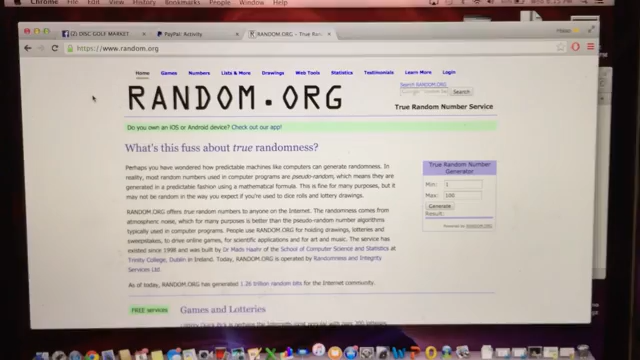 Chrome File Edit View History Bookmarks People Window Help
(2) DISC GOLF MARKET PayPal: Activity RANDOM.ORG - True Ran
https://www.random.org
Home Games Numbers Lists & More Drawings Web Tools Statistics Testimonials Learn More Login
Search RANDOM.ORG
Google Search
RANDOM.ORG
True Random Number Service
Do you own an iOS or Android device? Check out our app!
What's this fuss about true randomness?
Perhaps you have wondered how predictable machines like computers can generate randomness. In
reality, most random numbers used in computer programs are pseudo-random, which means they are
generated in a predictable fashion using a mathematical formula. This is fine for many purposes, but it
may not be random in the way you expect if you're used to dice rolls and lottery drawings.
RANDOM.ORG offers true random numbers to anyone on the Internet. The randomness comes from
atmospheric noise, which for many purposes is better than the pseudo-random number algorithms
typically used in computer programs. People use RANDOM.ORG for holding drawings, lotteries and
sweepstakes, to drive online games, for scientific applications and for art and music. The service has
existed since 1998 and was built by Dr Mads Haahr of the School of Computer Science and Statistics at
Trinity College, Dublin in Ireland. Today, RANDOM.ORG is operated by Randomness and Integrity
Services Ltd.
As of today, RANDOM.ORG has generated 1.26 trillion random bits for the Internet community.
True Random Number
Generator
Min: 1
Max: 100
Generate
Result:
Powered by RANDOM.ORG
FREE services
Games and Lotteries